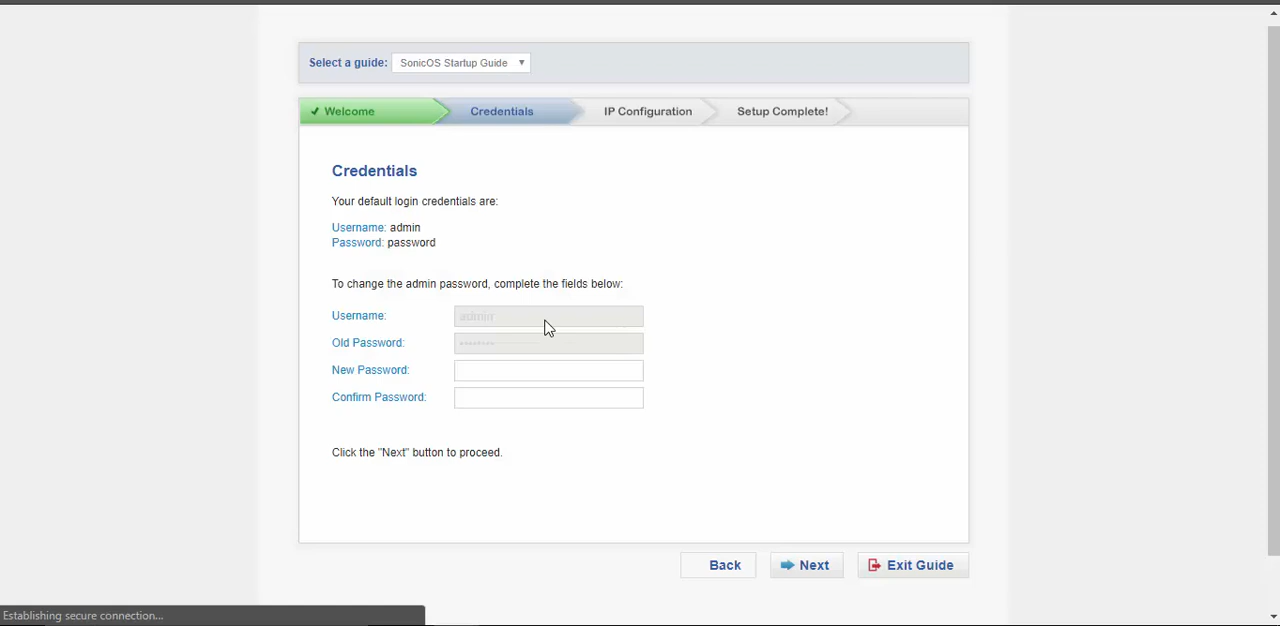 Select a guide: SonicOS Startup Guide
Welcome Credentials IP Configuration Setup Complete!
Credentials
Your default login credentials are:
Username: admin
Password: password
To change the admin password, complete the fields below:
Username: admin
Old Password: ••••••••
New Password:
Confirm Password:
Click the "Next" button to proceed.
Back Next Exit Guide
Establishing secure connection...